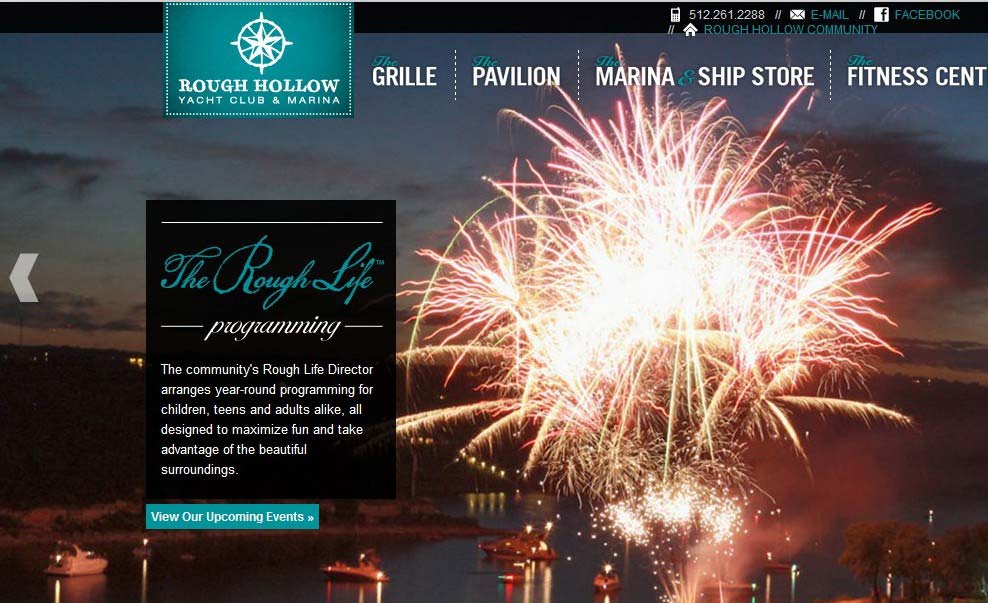 512.261.2288 // E-MAIL // FACEBOOK
// ROUGH HOLLOW COMMUNITY
ROUGH HOLLOW
YACHT CLUB & MARINA
The GRILLE
The PAVILION
The MARINA & SHIP STORE
The FITNESS CENT
The Rough Life™
programming
The community's Rough Life Director
arranges year-round programming for
children, teens and adults alike, all
designed to maximize fun and take
advantage of the beautiful
surroundings.
View Our Upcoming Events »